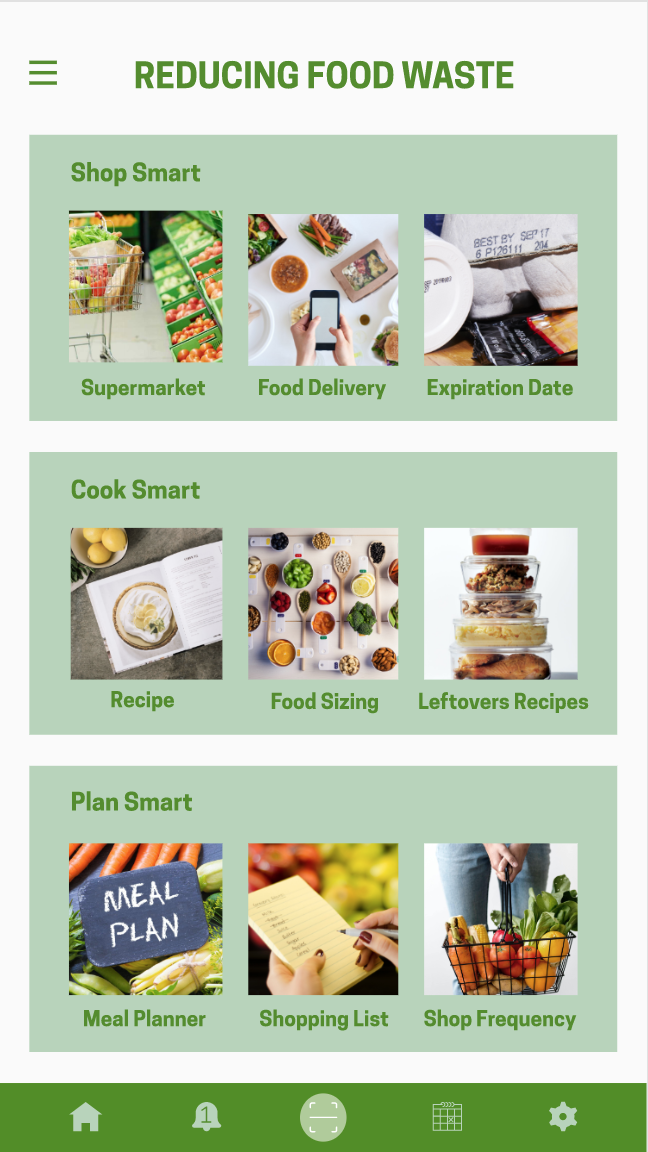 REDUCING FOOD WASTE
Shop Smart
BEST BY SEP 17
6 P126111 204
Supermarket
Food Delivery
Expiration Date
Cook Smart
Recipe
Food Sizing
Leftovers Recipes
Plan Smart
MEAL
PLAN
Meal Planner
Shopping List
Shop Frequency
1